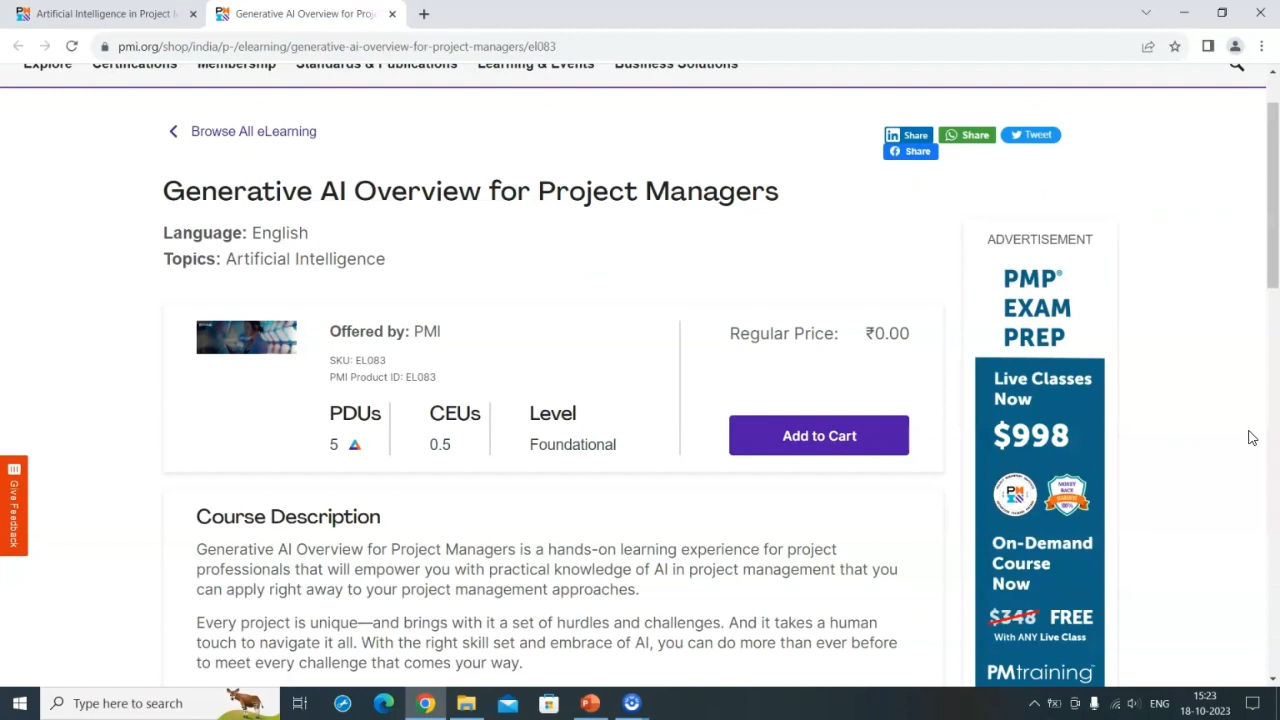 Artificial Intelligence in Project M
Generative AI Overview for Proje
pmi.org/shop/india/p-/elearning/generative-ai-overview-for-project-managers/el083
Explore Certifications Membership Standards & Publications Learning & Events Business Solutions
Browse All eLearning
in Share Share Tweet
Share
Generative AI Overview for Project Managers
Language: English
Topics: Artificial Intelligence
Offered by: PMI
SKU: EL083
PMI Product ID: EL083
PDUs CEUs Level
5 0.5 Foundational
Regular Price: ₹0.00
Add to Cart
Course Description
Generative AI Overview for Project Managers is a hands-on learning experience for project
professionals that will empower you with practical knowledge of AI in project management that you
can apply right away to your project management approaches.
Every project is unique—and brings with it a set of hurdles and challenges. And it takes a human
touch to navigate it all. With the right skill set and embrace of AI, you can do more than ever before
to meet every challenge that comes your way.
ADVERTISEMENT
PMP®
EXAM
PREP
Live Classes
Now
$998
MONEY
BACK
On-Demand
Course
Now
$348 FREE
With ANY Live Class
PMtraining
Give Feedback
Type here to search
ENG
15:23
18-10-2023